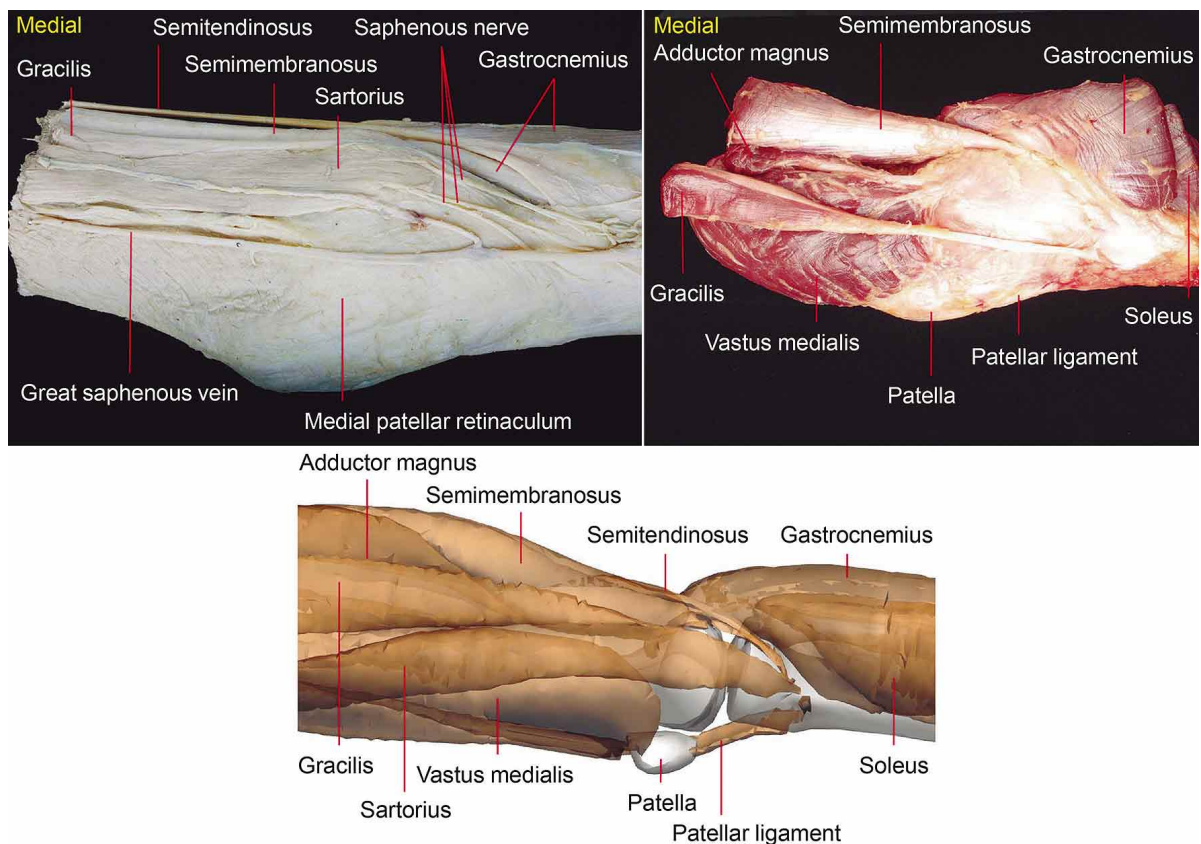 Medial
Semitendinosus
Saphenous nerve
Gracilis
Semimembranosus
Gastrocnemius
Sartorius
Great saphenous vein
Medial patellar retinaculum
Medial
Semimembranosus
Adductor magnus
Gastrocnemius
Gracilis
Soleus
Vastus medialis
Patellar ligament
Patella
Adductor magnus
Semimembranosus
Semitendinosus
Gastrocnemius
Gracilis
Vastus medialis
Soleus
Sartorius
Patella
Patellar ligament